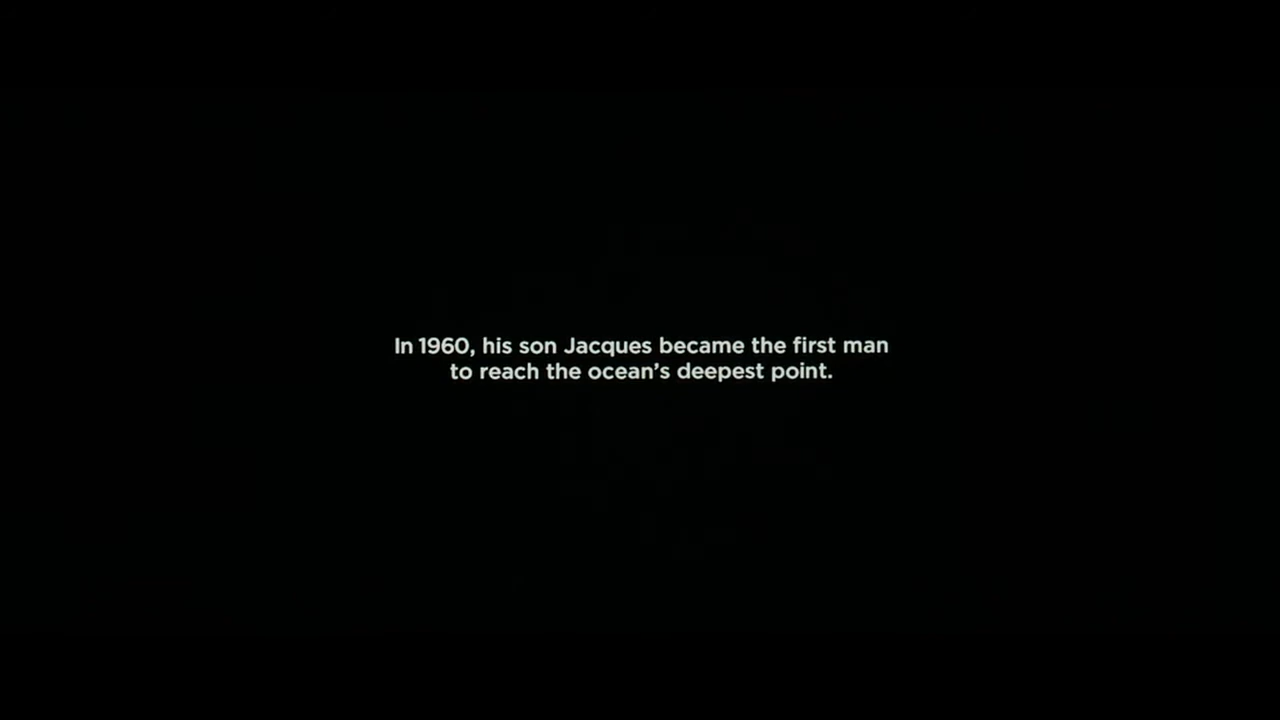 In 1960, his son Jacques became the first man
to reach the ocean’s deepest point.